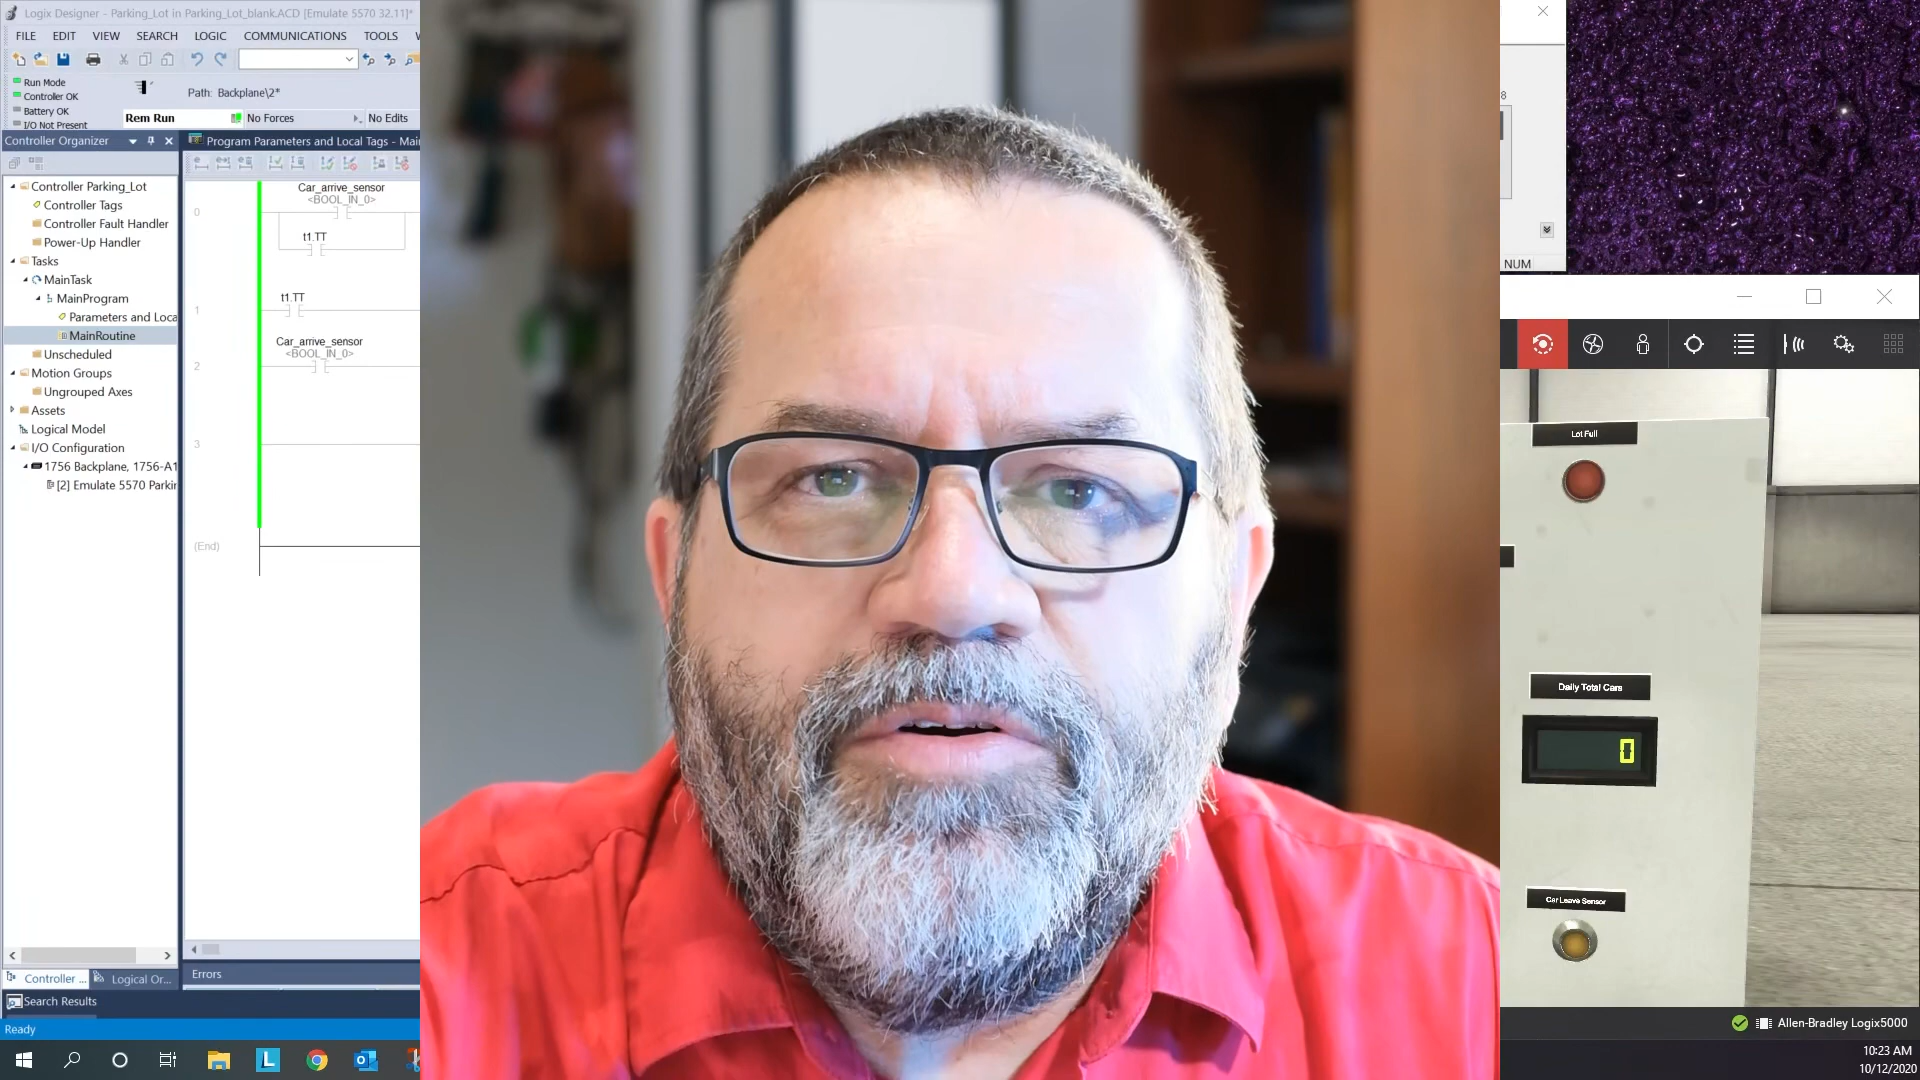 Logix Designer - Parking_Lot in Parking_Lot_blank.ACD [Emulate 5570 32.11]*
FILE EDIT VIEW SEARCH LOGIC COMMUNICATIONS TOOLS
Run Mode
Controller OK
Battery OK
I/O Not Present
Path: Backplane\2*
Rem Run
No Forces
No Edits
Controller Organizer
Program Parameters and Local Tags - Mai
Controller Parking_Lot
Controller Tags
Controller Fault Handler
Power-Up Handler
Tasks
MainTask
MainProgram
Parameters and Loca
MainRoutine
Unscheduled
Motion Groups
Ungrouped Axes
Assets
Logical Model
I/O Configuration
1756 Backplane, 1756-A1
[2] Emulate 5570 Parkin
Car_arrive_sensor
<BOOL_IN_0>
0
t1.TT
t1.TT
1
Car_arrive_sensor
<BOOL_IN_0>
2
3
(End)
Controller ...
Logical Or...
Errors
Search Results
Ready
8
NUM
Lot Full
Daily Total Cars
0
Car Leave Sensor
Allen-Bradley Logix5000
10:23 AM
10/12/2020